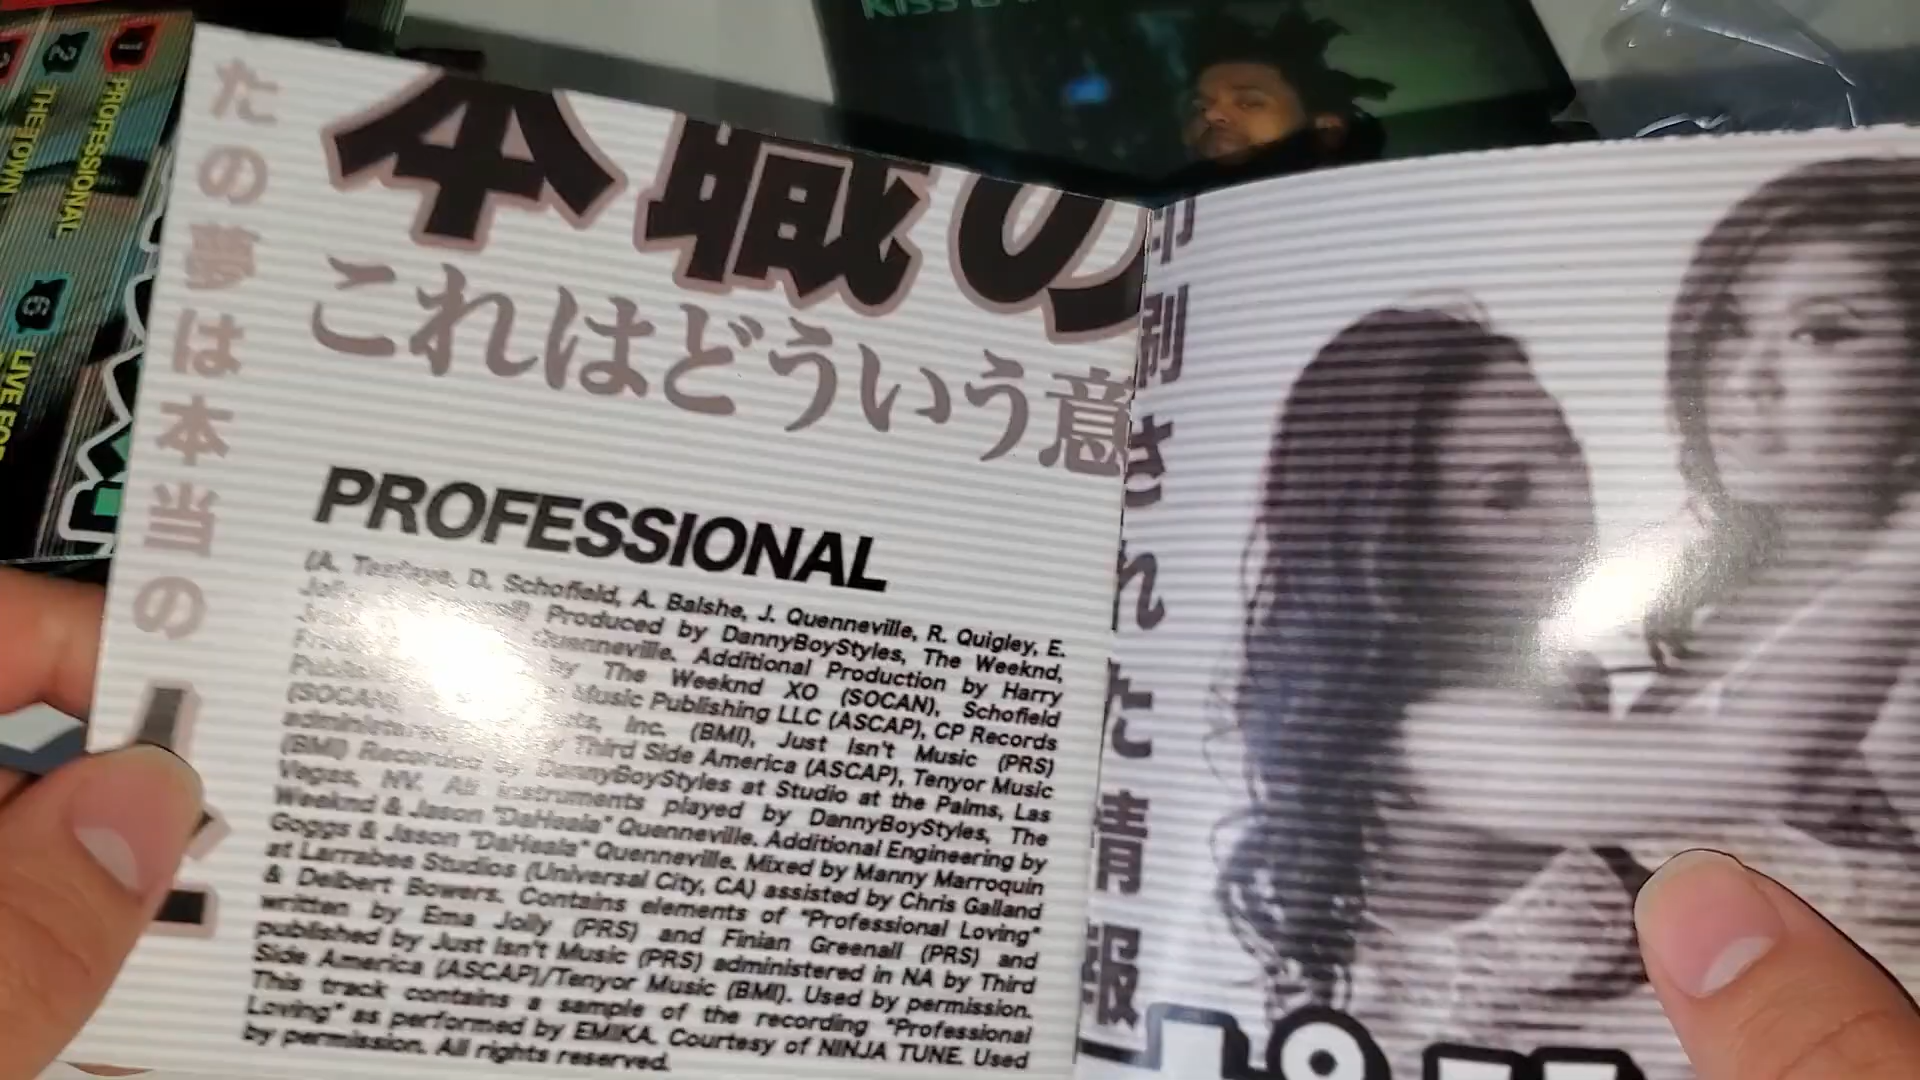 KISS
1 PROFESSIONAL
2 THE TOWN
6 LIVE FOR
たの夢は本当の
本職の
これはどういう意
PROFESSIONAL
(A. Tesfaye, D. Schofield, A. Balshe, J. Quenneville, R. Quigley, E.
Produced by DannyBoyStyles, The Weeknd,
Quenneville. Additional Production by Harry
by The Weeknd XO (SOCAN), Schofield
(SOCAN), Music Publishing LLC (ASCAP), CP Records
administered Inc. (BMI), Just Isn't Music (PRS)
Third Side America (ASCAP), Tenyor Music
(BMI) Recorded by DannyBoyStyles at Studio at the Palms, Las
Vegas, NV. All instruments played by DannyBoyStyles, The
Weeknd & Jason "DaHeala" Quenneville. Additional Engineering by
Goggs & Jason "DaHeala" Quenneville. Mixed by Manny Marroquin
at Larrabee Studios (Universal City, CA) assisted by Chris Galland
& Delbert Bowers. Contains elements of "Professional Loving"
written by Ema Jolly (PRS) and Finian Greenall (PRS) and
published by Just Isn't Music (PRS) administered in NA by Third
Side America (ASCAP)/Tenyor Music (BMI). Used by permission.
This track contains a sample of the recording "Professional
Loving" as performed by EMIKA. Courtesy of NINJA TUNE. Used
by permission. All rights reserved.
印刷された情報